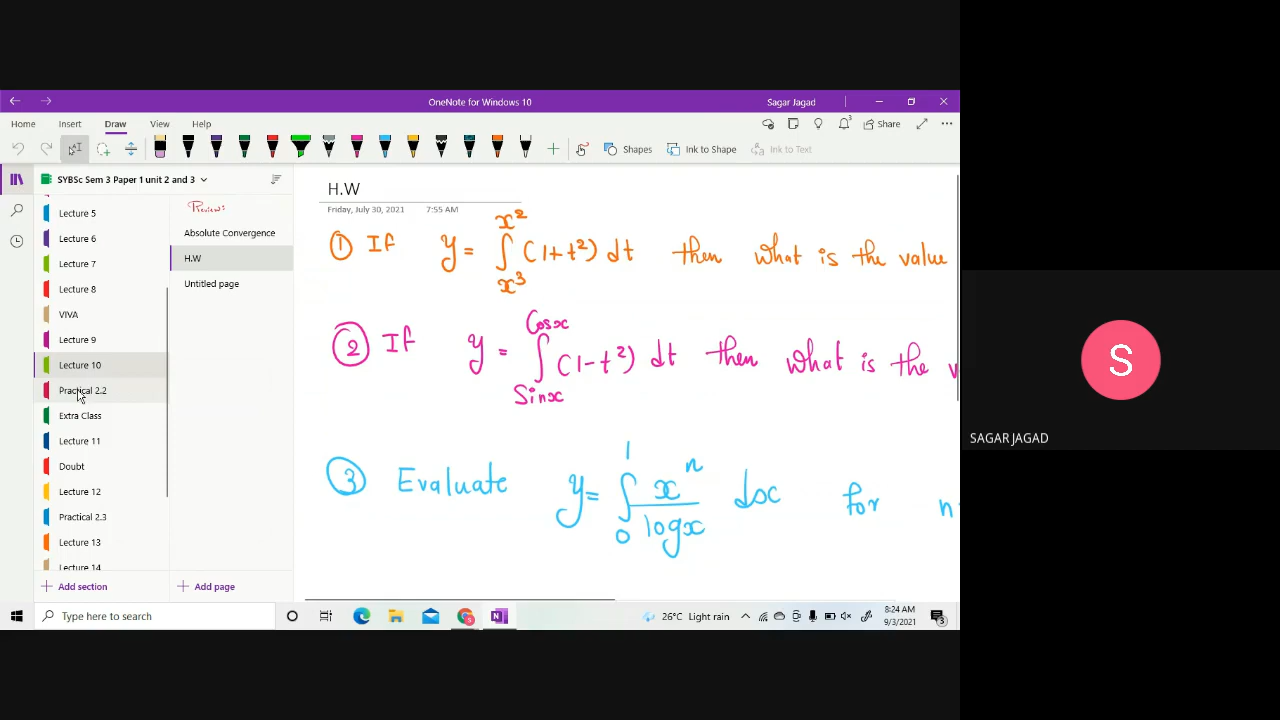 OneNote for Windows 10
Sagar Jagad
Home Insert Draw View Help
Share
Shapes Ink to Shape Ink to Text
SYBSc Sem 3 Paper 1 unit 2 and 3
Lecture 5
Lecture 6
Lecture 7
Lecture 8
VIVA
Lecture 9
Lecture 10
Practical 2.2
Extra Class
Lecture 11
Doubt
Lecture 12
Practical 2.3
Lecture 13
Lecture 14
Add section
Absolute Convergence
H.W
Untitled page
Add page
H.W
Friday, July 30, 2021 7:55 AM
① If y = ∫_{x³}^{x²} (1+t²) dt then what is the value
② If y = ∫_{Sinx}^{Cosx} (1-t²) dt then what is the
③ Evaluate y = ∫_0^1 x^n/logx dx for n
Type here to search
26°C Light rain
8:24 AM
9/3/2021
3
S
SAGAR JAGAD